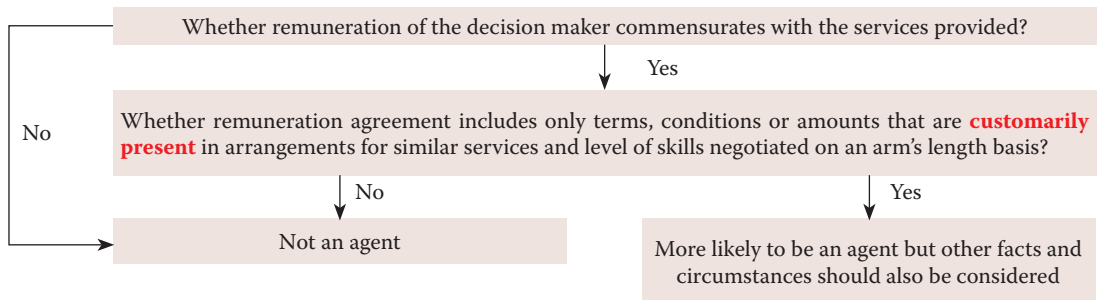 Whether remuneration of the decision maker commensurates with the services provided?
Yes
No
Whether remuneration agreement includes only terms, conditions or amounts that are customarily
present in arrangements for similar services and level of skills negotiated on an arm's length basis?
No
Yes
Not an agent
More likely to be an agent but other facts and
circumstances should also be considered